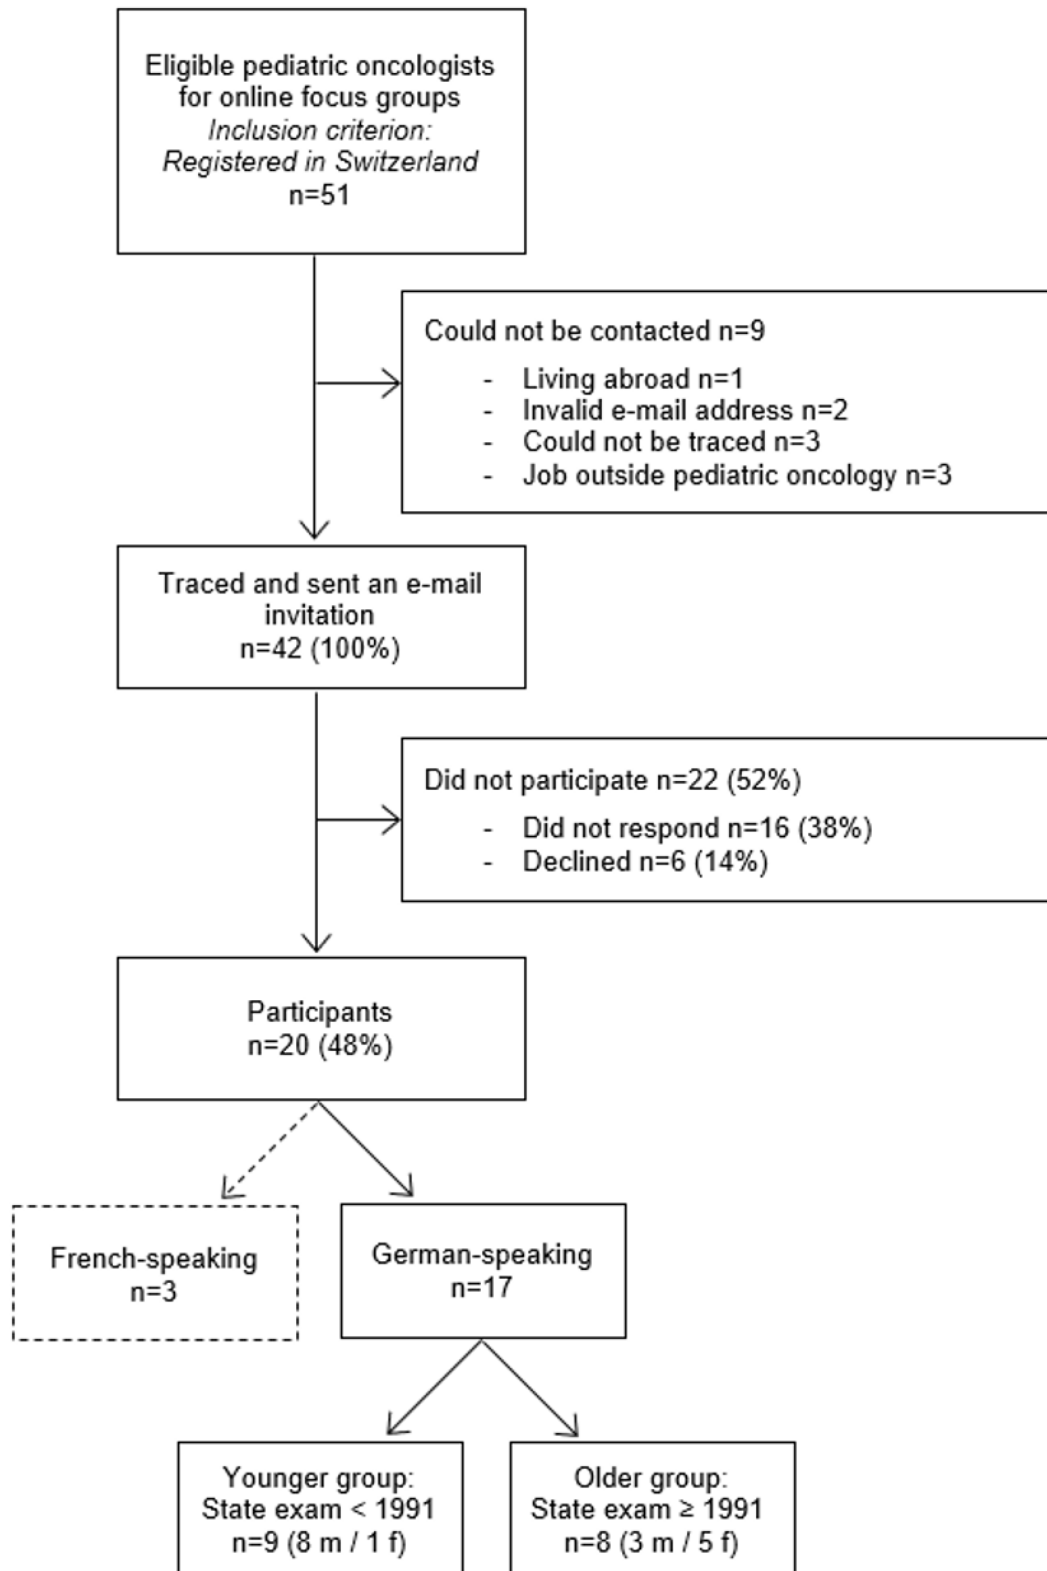 Eligible pediatric oncologists
for online focus groups
Inclusion criterion:
Registered in Switzerland
n=51
Could not be contacted n=9
- Living abroad n=1
- Invalid e-mail address n=2
- Could not be traced n=3
- Job outside pediatric oncology n=3
Traced and sent an e-mail
invitation
n=42 (100%)
Did not participate n=22 (52%)
- Did not respond n=16 (38%)
- Declined n=6 (14%)
Participants
n=20 (48%)
French-speaking
n=3
German-speaking
n=17
Younger group:
State exam < 1991
n=9 (8 m / 1 f)
Older group:
State exam ≥ 1991
n=8 (3 m / 5 f)